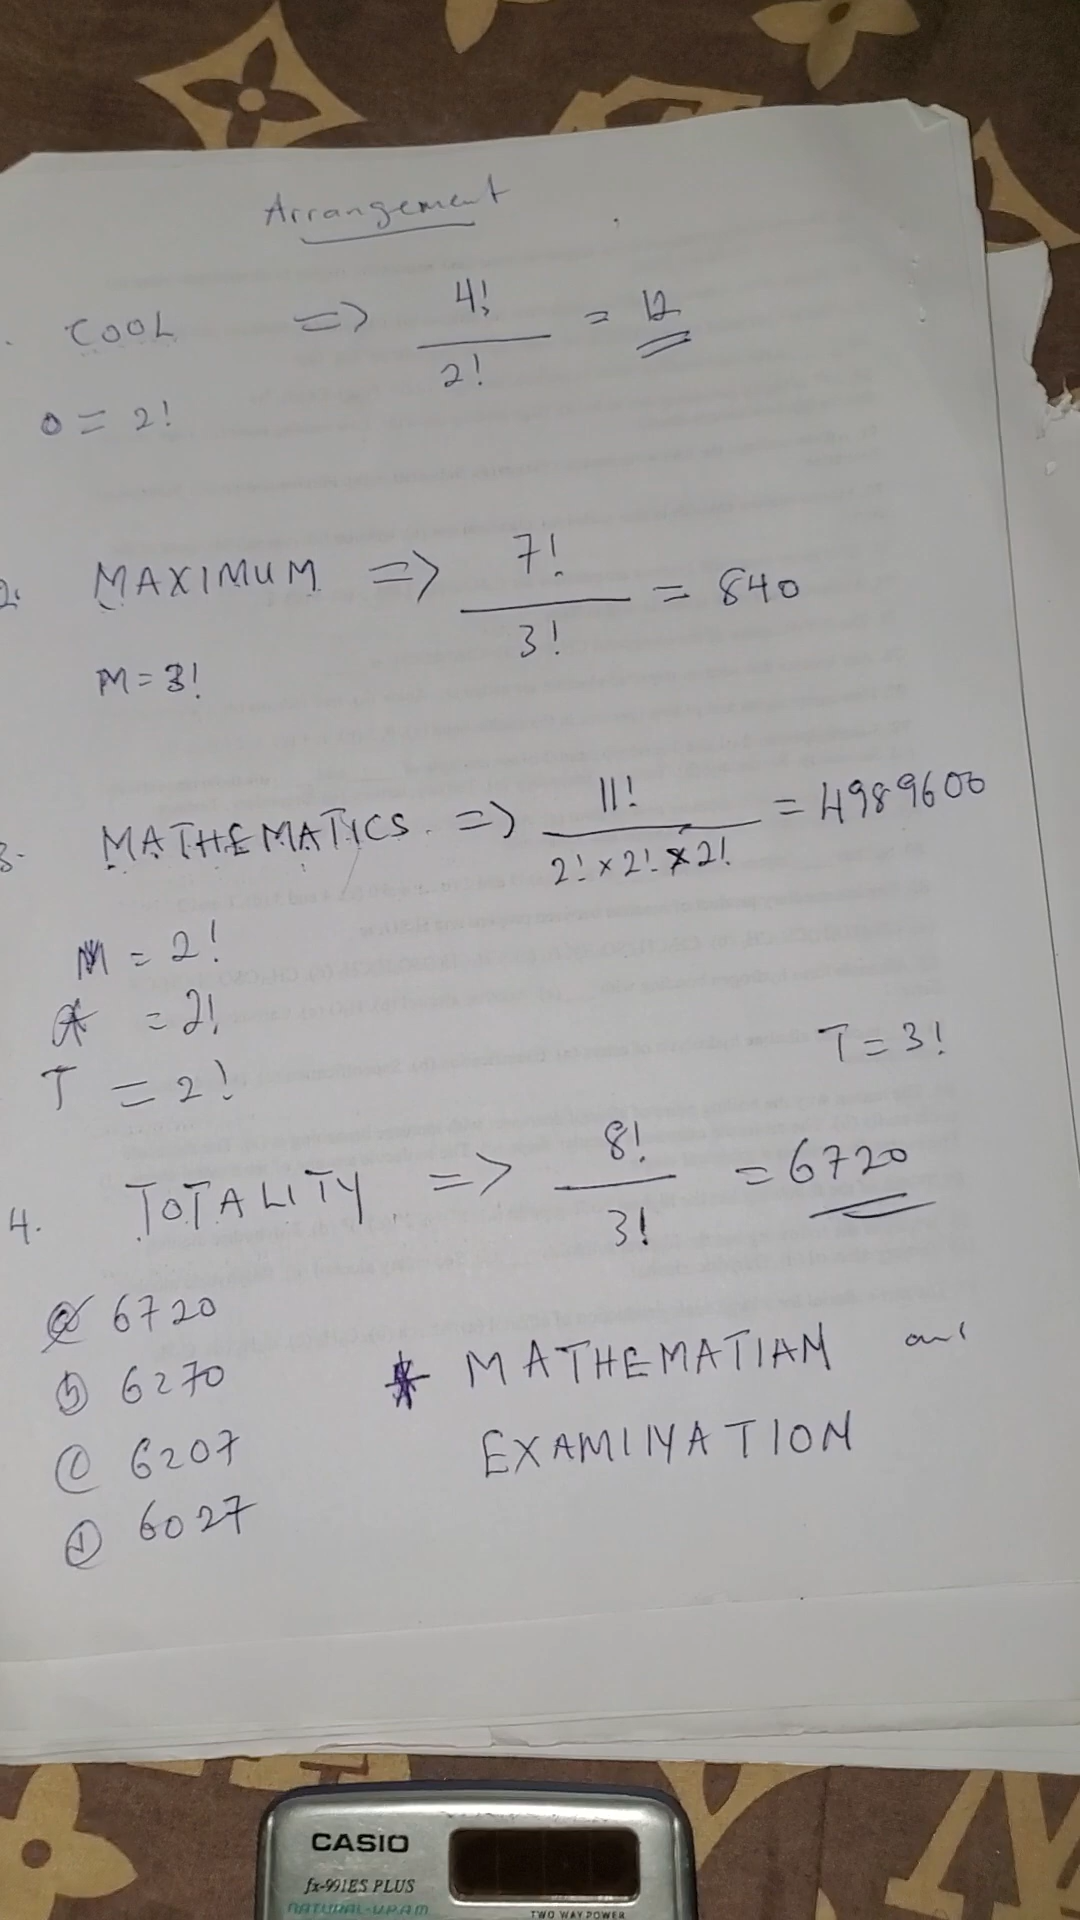 Arrangement
COOL => 4!/2! = 12
O = 2!
2. MAXIMUM => 7!/3! = 840
M = 3!
3. MATHEMATICS. => 11!/2! x 2! x 2! = 4989600
M = 2!
A = 2!
T = 2!
T = 3!
4. TOTALITY => 8!/3! = 6720
(a) 6720
(b) 6270
(c) 6207
(d) 6027
* MATHEMATIAN and
EXAMINATION
CASIO
fx-991ES PLUS
NATURAL-V.P.A.M
TWO WAY POWER